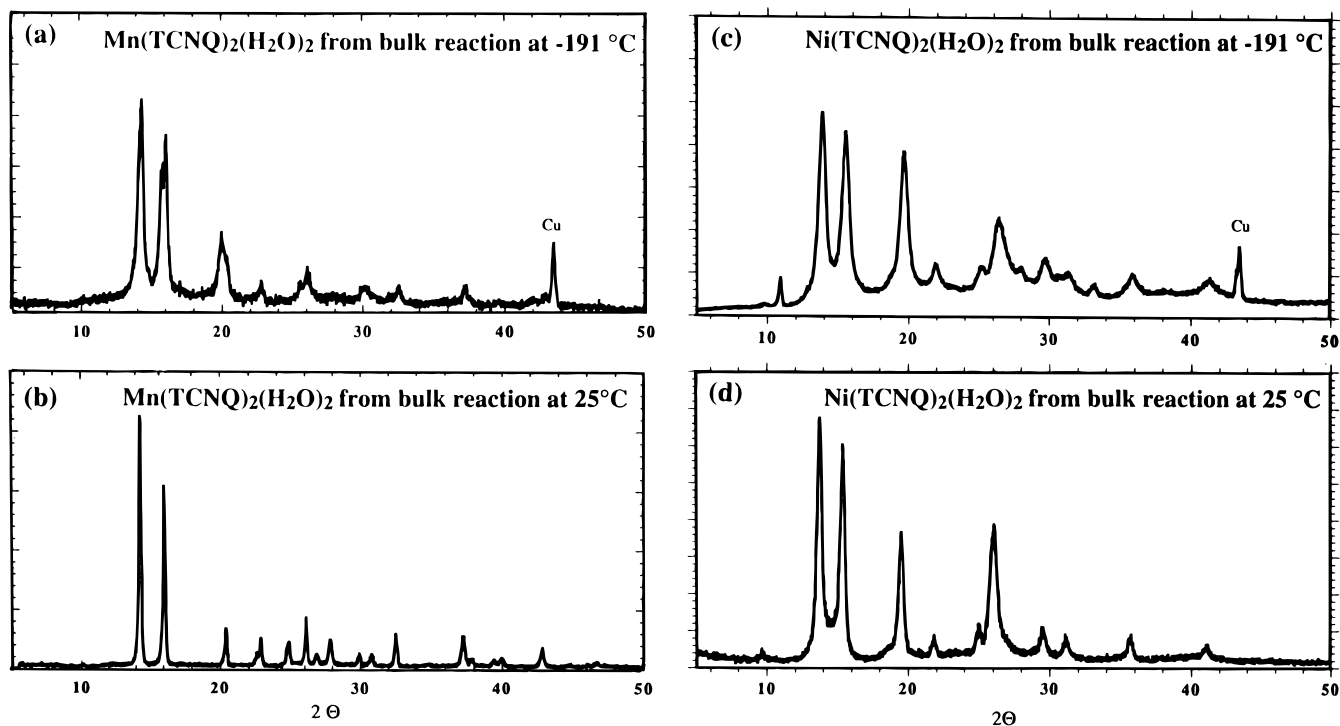 (a) Mn(TCNQ)2(H2O)2 from bulk reaction at -191 °C
Cu
10 20 30 40 50
(b) Mn(TCNQ)2(H2O)2 from bulk reaction at 25°C
10 20 30 40 50
2 Θ
(c) Ni(TCNQ)2(H2O)2 from bulk reaction at -191 °C
Cu
10 20 30 40 50
(d) Ni(TCNQ)2(H2O)2 from bulk reaction at 25 °C
10 20 30 40 50
2Θ